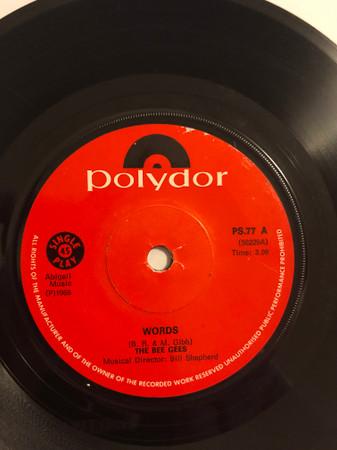 polydor
SINGLE
45
PLAY
Abigail
Music
(P)1968
PS.77 A
Time: 3.09
WORDS
(B. R. & M. Gibb)
THE BEE GEES
Musical Director: Bill Shepherd
ALL RIGHTS OF THE MANUFACTURER AND OF THE OWNER OF THE RECORDED WORK RESERVED UNAUTHORISED PUBLIC PERFORMANCE PROHIBITED